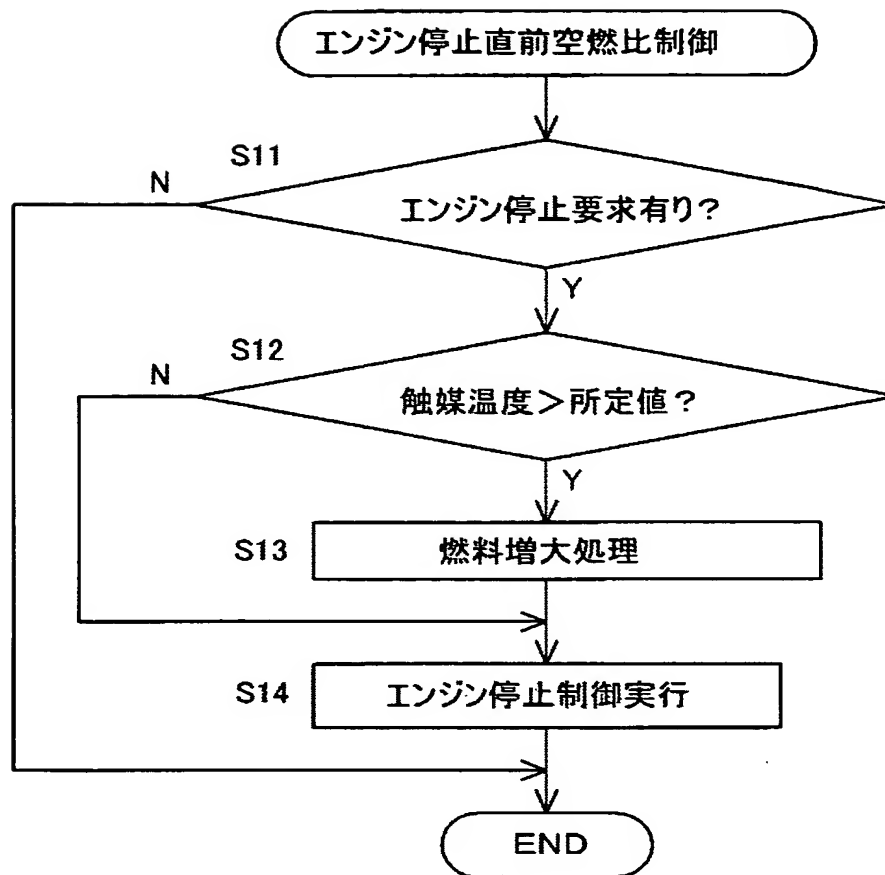 エンジン停止直前空燃比制御
S11
N
エンジン停止要求有り?
Y
S12
N
触媒温度>所定値?
Y
S13
燃料増大処理
S14
エンジン停止制御実行
END